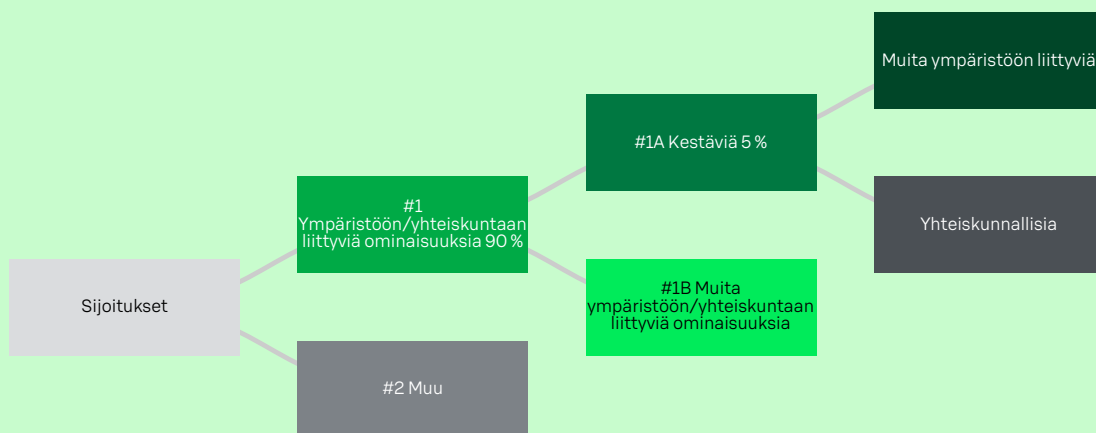 Muita ympäristöön liittyviä
#1A Kestäviä 5 %
#1
Ympäristöön/yhteiskuntaan
liittyviä ominaisuuksia 90 %
Yhteiskunnallisia
Sijoitukset
#1B Muita
ympäristöön/yhteiskuntaan
liittyviä ominaisuuksia
#2 Muu